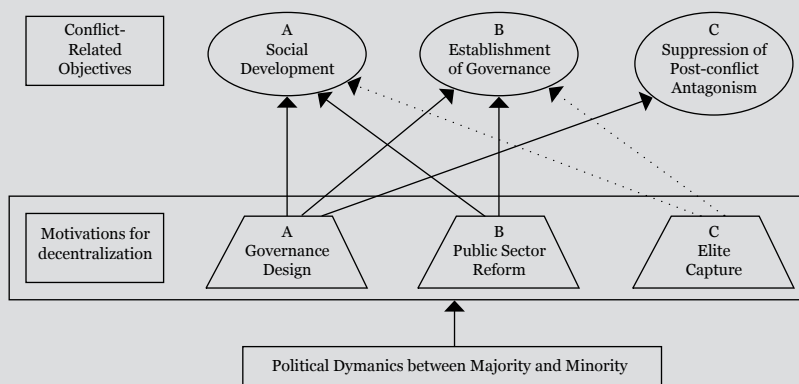 Conflict-
Related
Objectives
A
Social
Development
B
Establishment
of Governance
C
Suppression of
Post-conflict
Antagonism
Motivations for
decentralization
A
Governance
Design
B
Public Sector
Reform
C
Elite
Capture
Political Dymanics between Majority and Minority